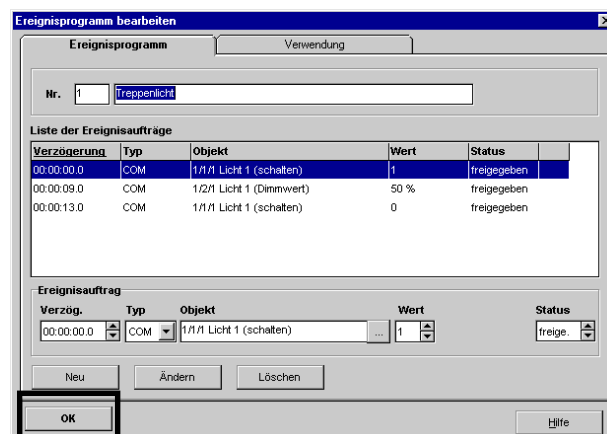 Ereignisprogramm bearbeiten
Ereignisprogramm Verwendung
Nr. 1 Treppenlicht
Liste der Ereignisaufträge
Verzögerung Typ Objekt Wert Status
00:00:00.0 COM 1/1/1 Licht 1 (schalten) 1 freigegeben
00:00:09.0 COM 1/2/1 Licht 1 (Dimmwert) 50 % freigegeben
00:00:13.0 COM 1/1/1 Licht 1 (schalten) 0 freigegeben
Ereignisauftrag
Verzög. Typ Objekt Wert Status
00:00:00.0 COM 1/1/1 Licht 1 (schalten) ... 1 freige.
Neu Ändern Löschen
OK Hilfe